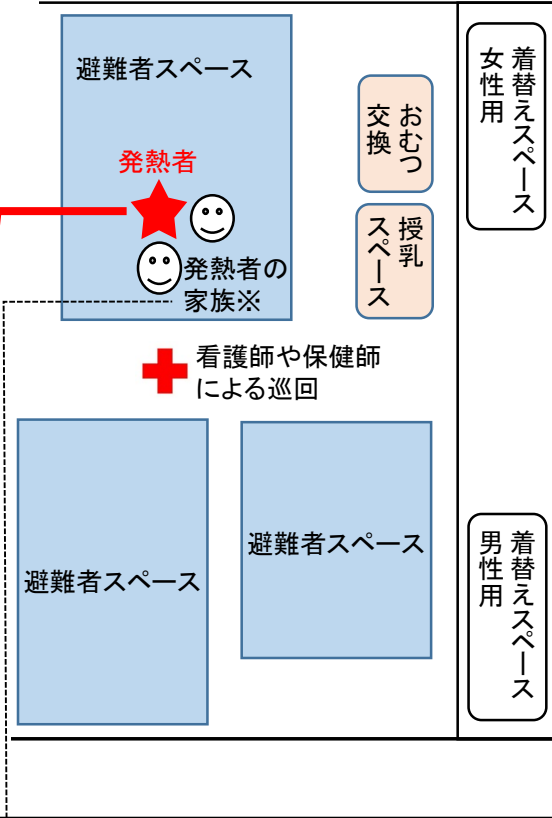 避難者スペース
発熱者
発熱者の
家族※
おむつ
交換
授乳
スペース
着替えスペース
女性用
看護師や保健師
による巡回
避難者スペース
避難者スペース
着替えスペース
男性用